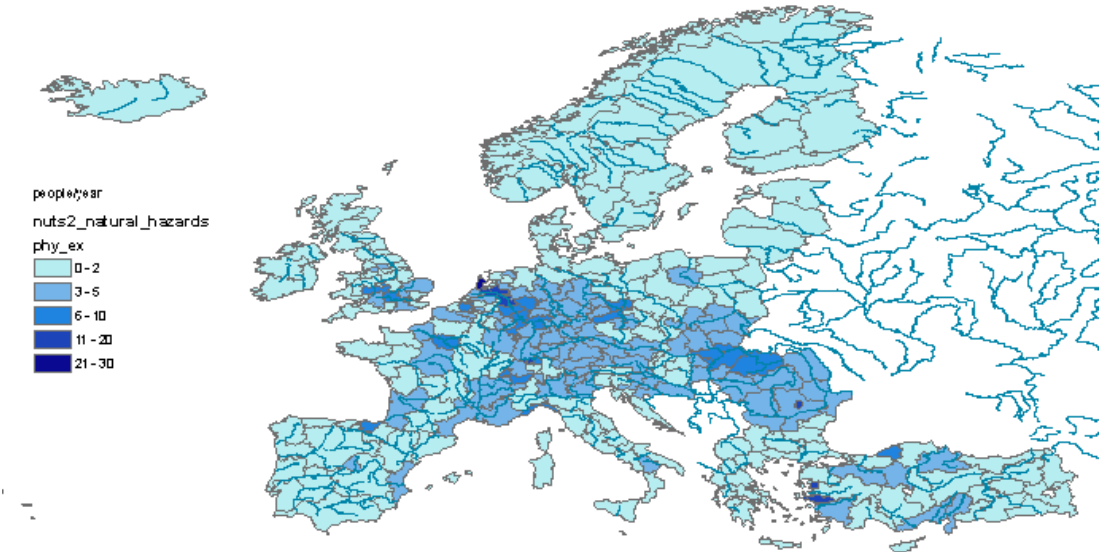 people/year
nuts2_natural_hazards
phy_ex
0 - 2
3 - 5
6 - 10
11 - 20
21 - 30